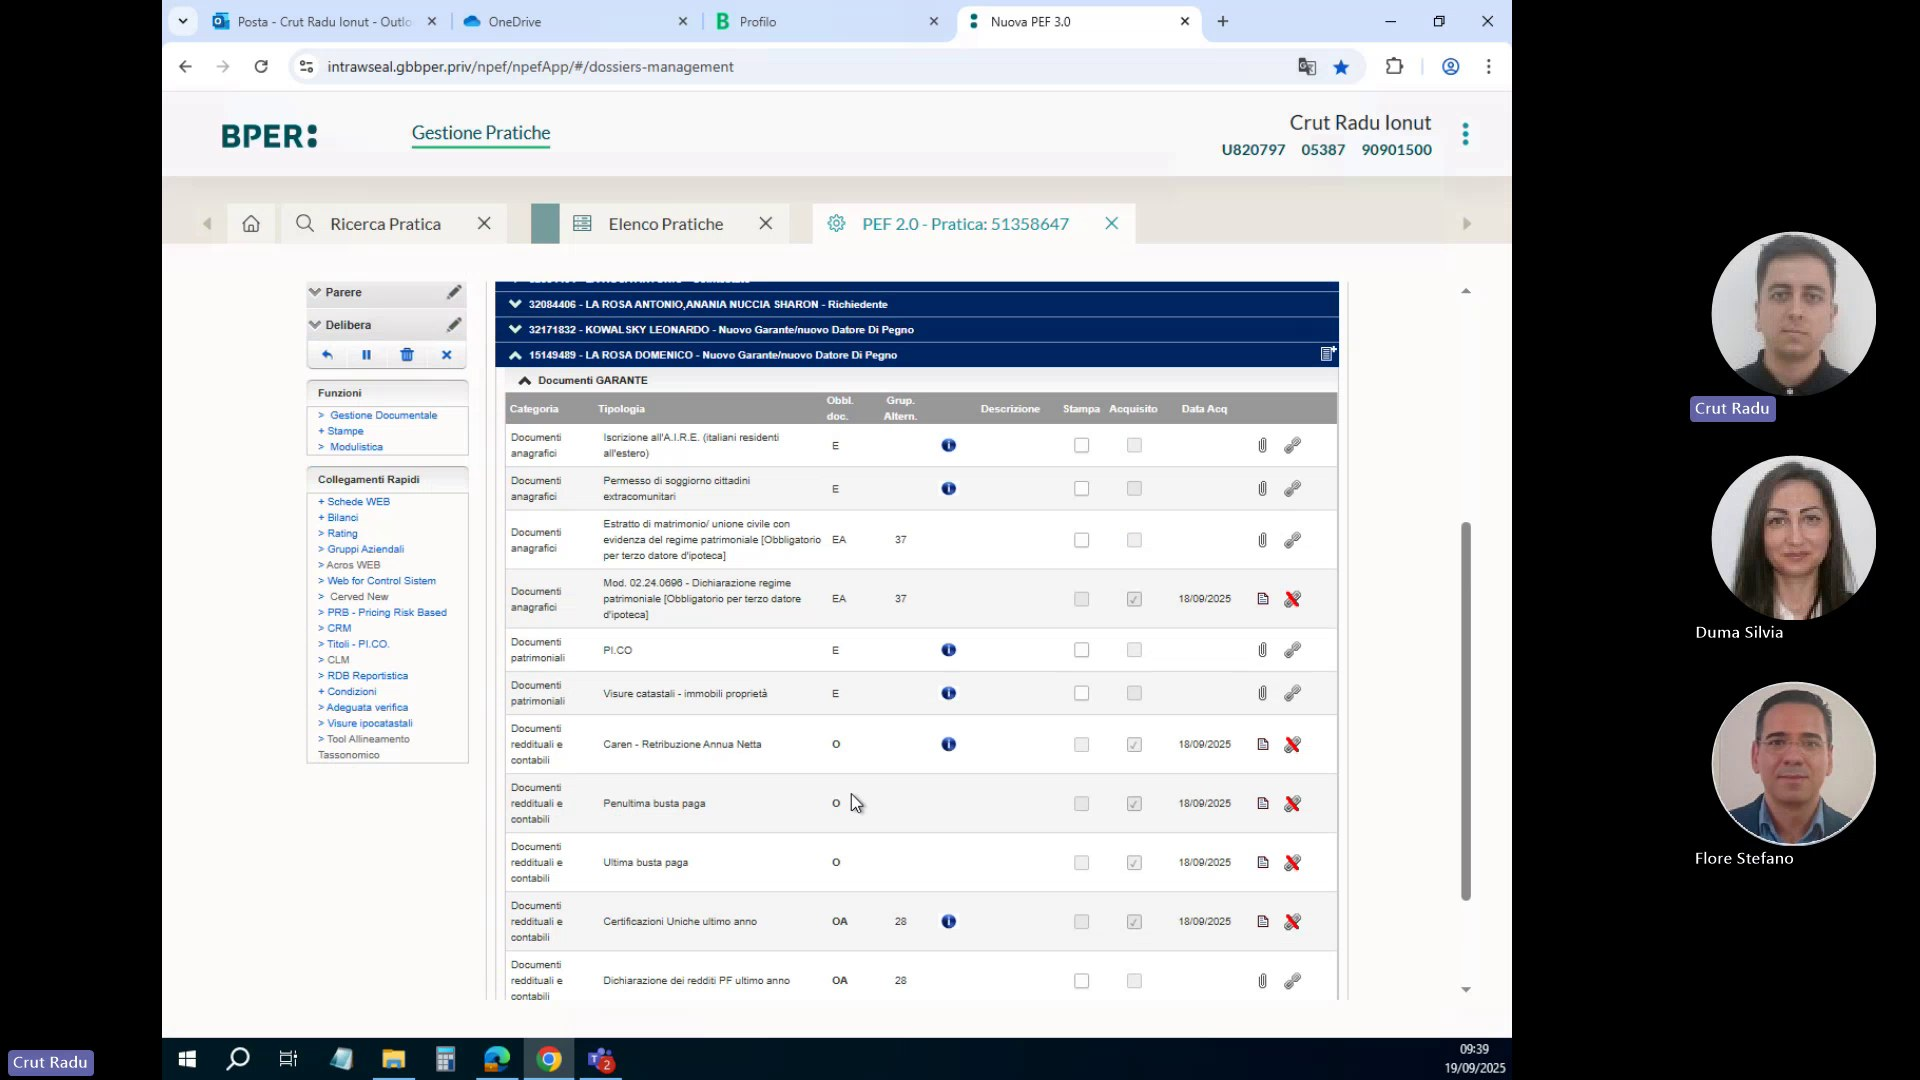 Posta - Crut Radu Ionut - Outlo
OneDrive
Profilo
Nuova PEF 3.0
intrawseal.gbbper.priv/npef/npefApp/#/dossiers-management
BPER:
Gestione Pratiche
Crut Radu Ionut
U820797 05387 90901500
Ricerca Pratica
Elenco Pratiche
PEF 2.0 - Pratica: 51358647
Parere
Delibera
Funzioni
> Gestione Documentale
+ Stampe
> Modulistica
Collegamenti Rapidi
+ Schede WEB
+ Bilanci
> Rating
> Gruppi Aziendali
> Acros WEB
> Web for Control Sistem
> Cerved New
> PRB - Pricing Risk Based
> CRM
> Titoli - PI.CO.
> CLM
> RDB Reportistica
+ Condizioni
> Adeguata verifica
> Visure ipocatastali
> Tool Allineamento
Tassonomico
32084406 - LA ROSA ANTONIO,ANANIA NUCCIA SHARON - Richiedente
32171832 - KOWALSKY LEONARDO - Nuovo Garante/nuovo Datore Di Pegno
15149489 - LA ROSA DOMENICO - Nuovo Garante/nuovo Datore Di Pegno
Documenti GARANTE
Categoria Tipologia Obbl. doc. Grup. Altern. Descrizione Stampa Acquisito Data Acq
Documenti anagrafici
Iscrizione all'A.I.R.E. (italiani residenti
all'estero)
E
Documenti anagrafici
Permesso di soggiorno cittadini
extracomunitari
E
Documenti anagrafici
Estratto di matrimonio/ unione civile con
evidenza del regime patrimoniale [Obbligatorio
per terzo datore d'ipoteca]
EA 37
Documenti anagrafici
Mod. 02.24.0696 - Dichiarazione regime
patrimoniale [Obbligatorio per terzo datore
d'ipoteca]
EA 37 18/09/2025
Documenti patrimoniali
PI.CO E
Documenti patrimoniali
Visure catastali - immobili proprietà E
Documenti reddituali e contabili
Caren - Retribuzione Annua Netta O 18/09/2025
Documenti reddituali e contabili
Penultima busta paga O 18/09/2025
Documenti reddituali e contabili
Ultima busta paga O 18/09/2025
Documenti reddituali e contabili
Certificazioni Uniche ultimo anno OA 28 18/09/2025
Documenti reddituali e contabili
Dichiarazione dei redditi PF ultimo anno OA 28
Crut Radu
Duma Silvia
Flore Stefano
Crut Radu
2
09:39
19/09/2025